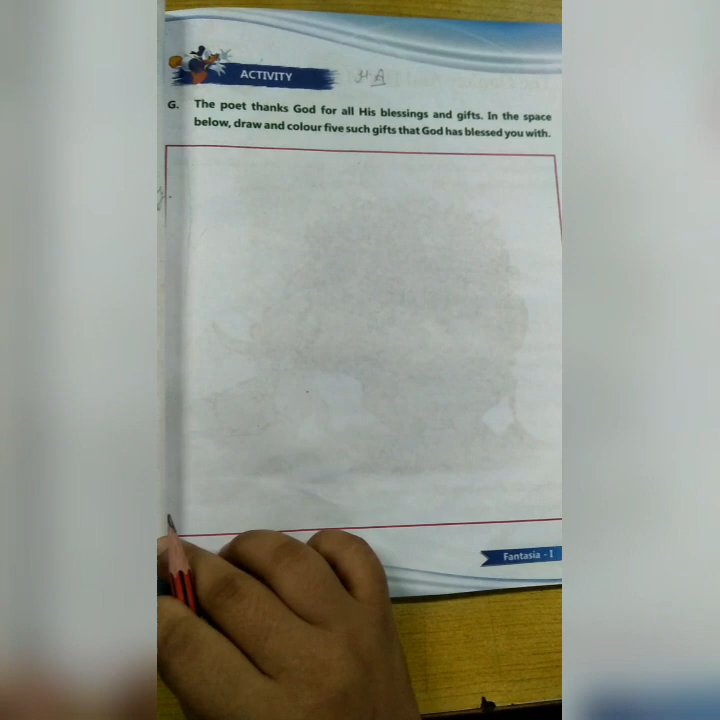 ACTIVITY
H.A
G. The poet thanks God for all His blessings and gifts. In the space
below, draw and colour five such gifts that God has blessed you with.
Fantasia - I